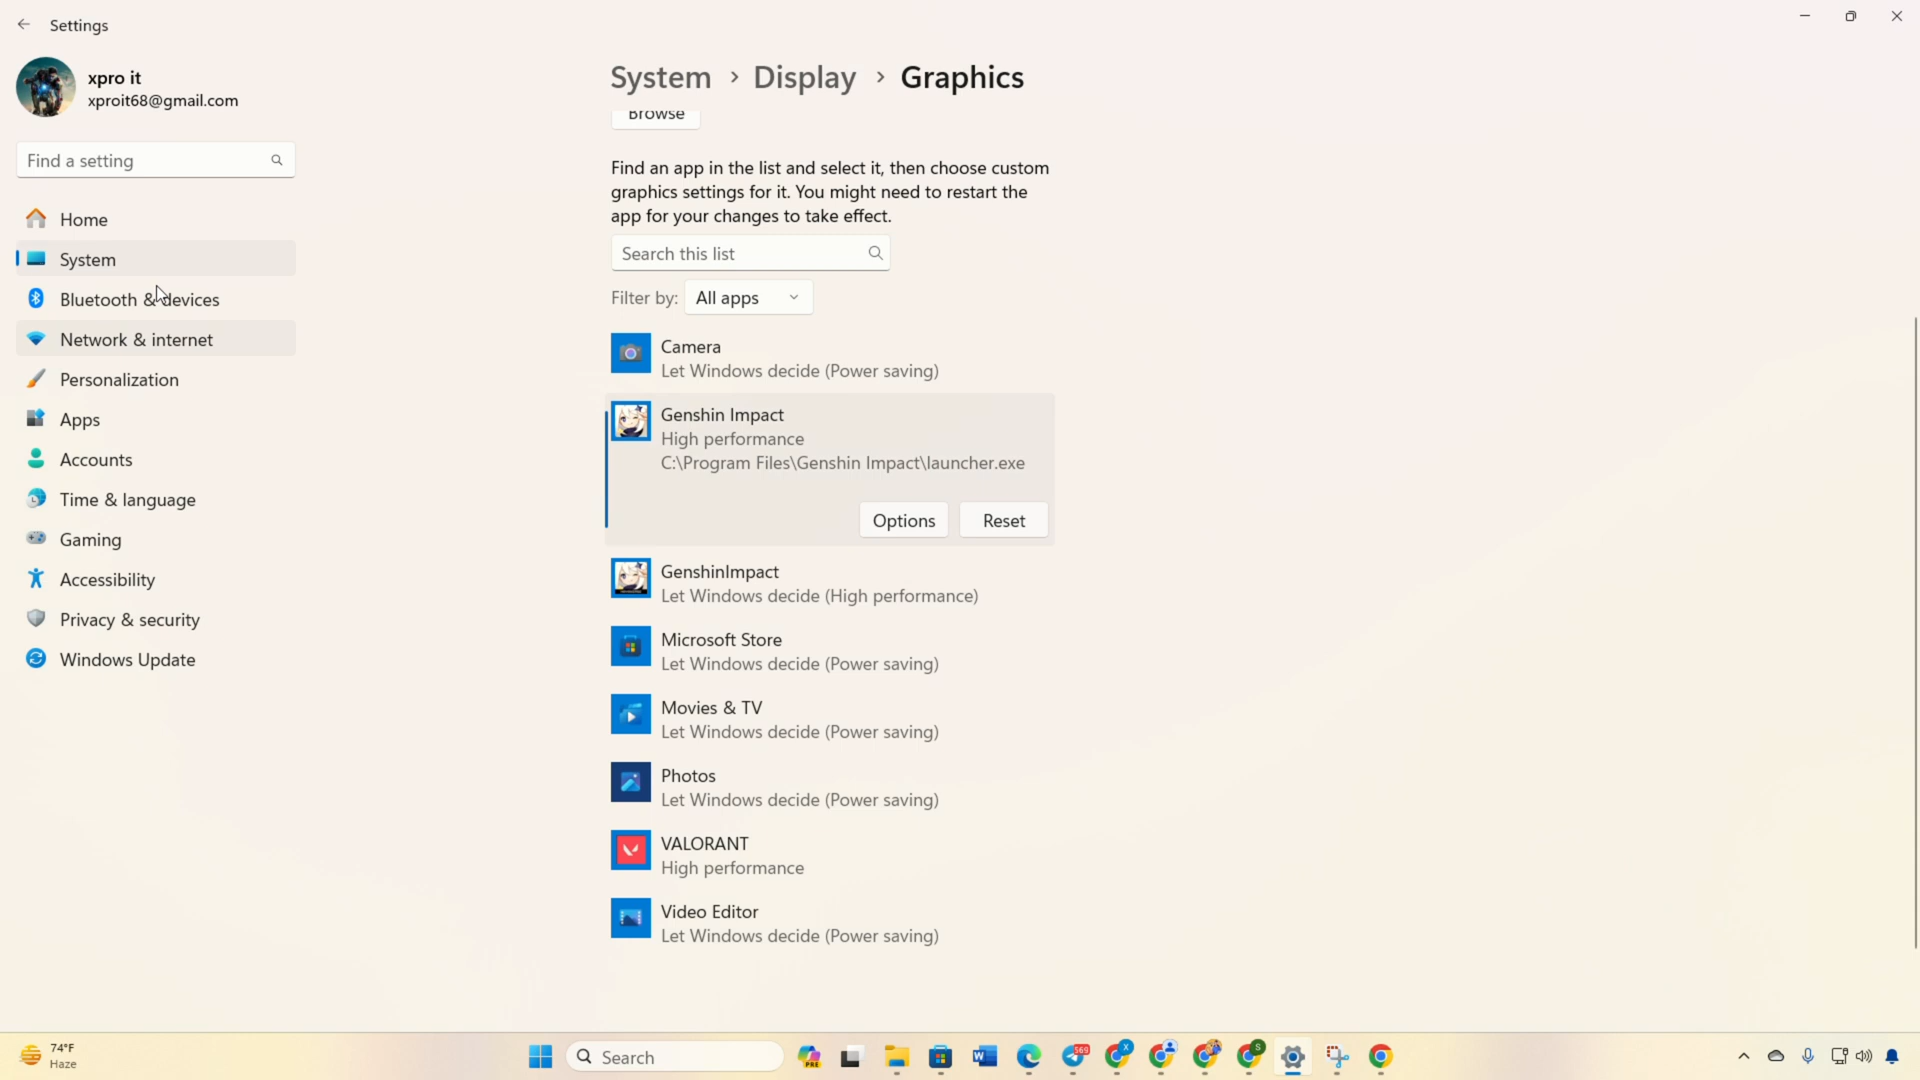 Settings
xpro it
xproit68@gmail.com
Find a setting
Home
System
Bluetooth & devices
Network & internet
Personalization
Apps
Accounts
Time & language
Gaming
Accessibility
Privacy & security
Windows Update
System > Display > Graphics
Browse
Find an app in the list and select it, then choose custom
graphics settings for it. You might need to restart the
app for your changes to take effect.
Search this list
Filter by: All apps
Camera
Let Windows decide (Power saving)
Genshin Impact
High performance
C:\Program Files\Genshin Impact\launcher.exe
Options Reset
GenshinImpact
Let Windows decide (High performance)
Microsoft Store
Let Windows decide (Power saving)
Movies & TV
Let Windows decide (Power saving)
Photos
Let Windows decide (Power saving)
VALORANT
High performance
Video Editor
Let Windows decide (Power saving)
74°F
Haze
Search
PRE
569
X
S